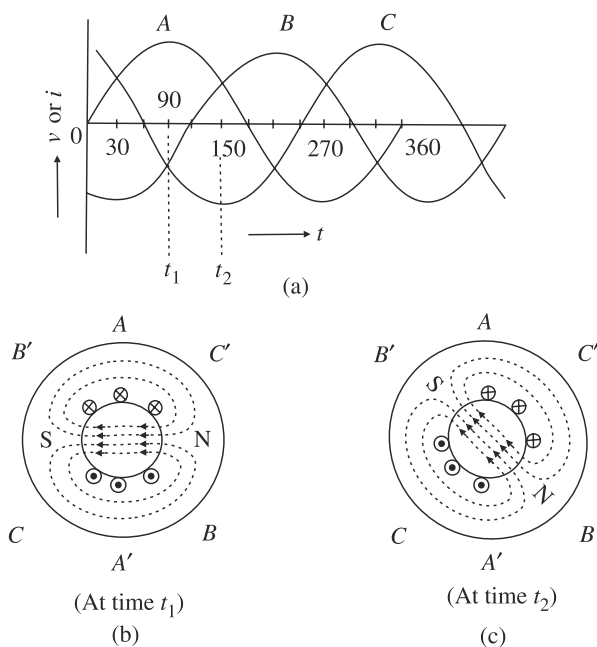 A B C
v or i
0
90
30 150 270 360
t
t₁ t₂
(a)
A
B′ C′
S N
C B
A′
(At time t₁)
(b)
A
B′ C′
S
N
C B
A′
(At time t₂)
(c)